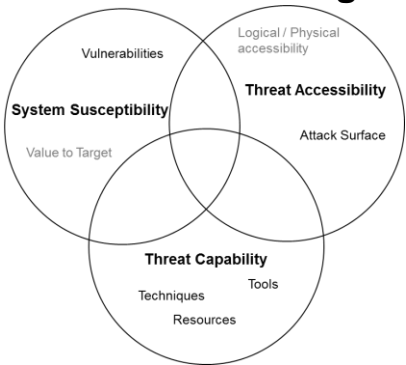 Logical / Physical
accessibility
Vulnerabilities
Threat Accessibility
System Susceptibility
Attack Surface
Value to Target
Threat Capability
Tools
Techniques
Resources